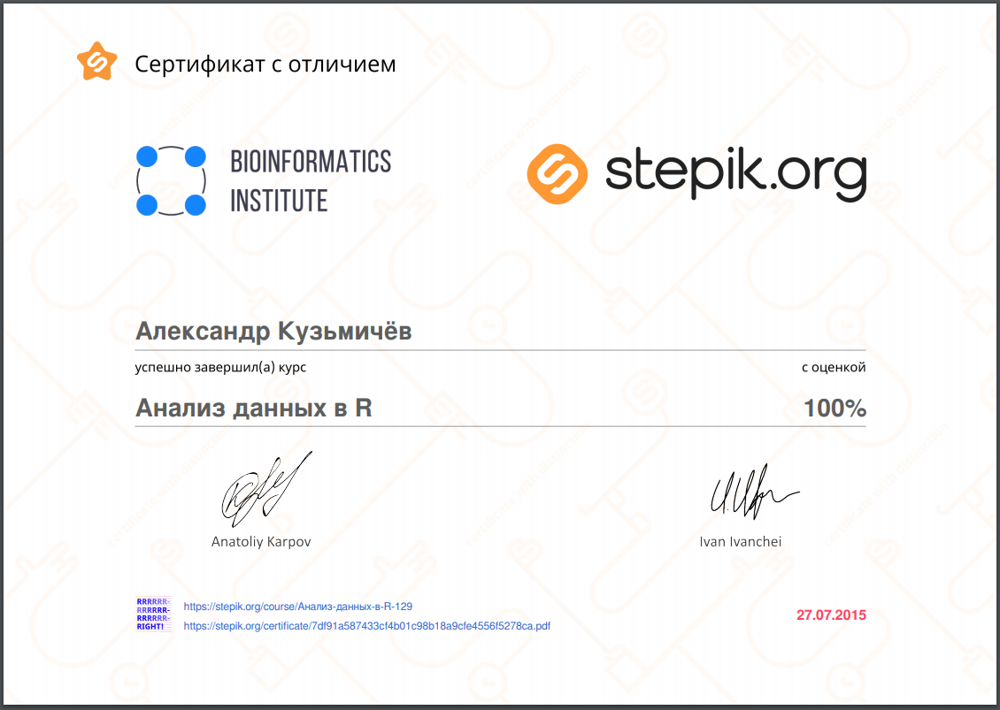 Сертификат с отличием
BIOINFORMATICS
INSTITUTE
stepik.org
Александр Кузьмичёв
успешно завершил(а) курс
с оценкой
Анализ данных в R
100%
Anatoliy Karpov
Ivan Ivanchei
RRRRRR-
RRRRRR-
RRRRRR-
RIGHT!
https://stepik.org/course/Анализ-данных-в-R-129
https://stepik.org/certificate/7df91a587433cf4b01c98b18a9cfe4556f5278ca.pdf
27.07.2015